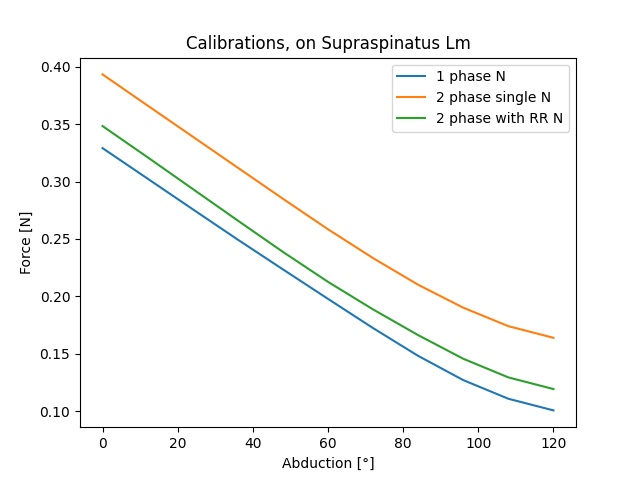 Calibrations, on Supraspinatus Lm
0.40
0.35
0.30
0.25
0.20
0.15
0.10
Force [N]
1 phase N
2 phase single N
2 phase with RR N
0 20 40 60 80 100 120
Abduction [°]